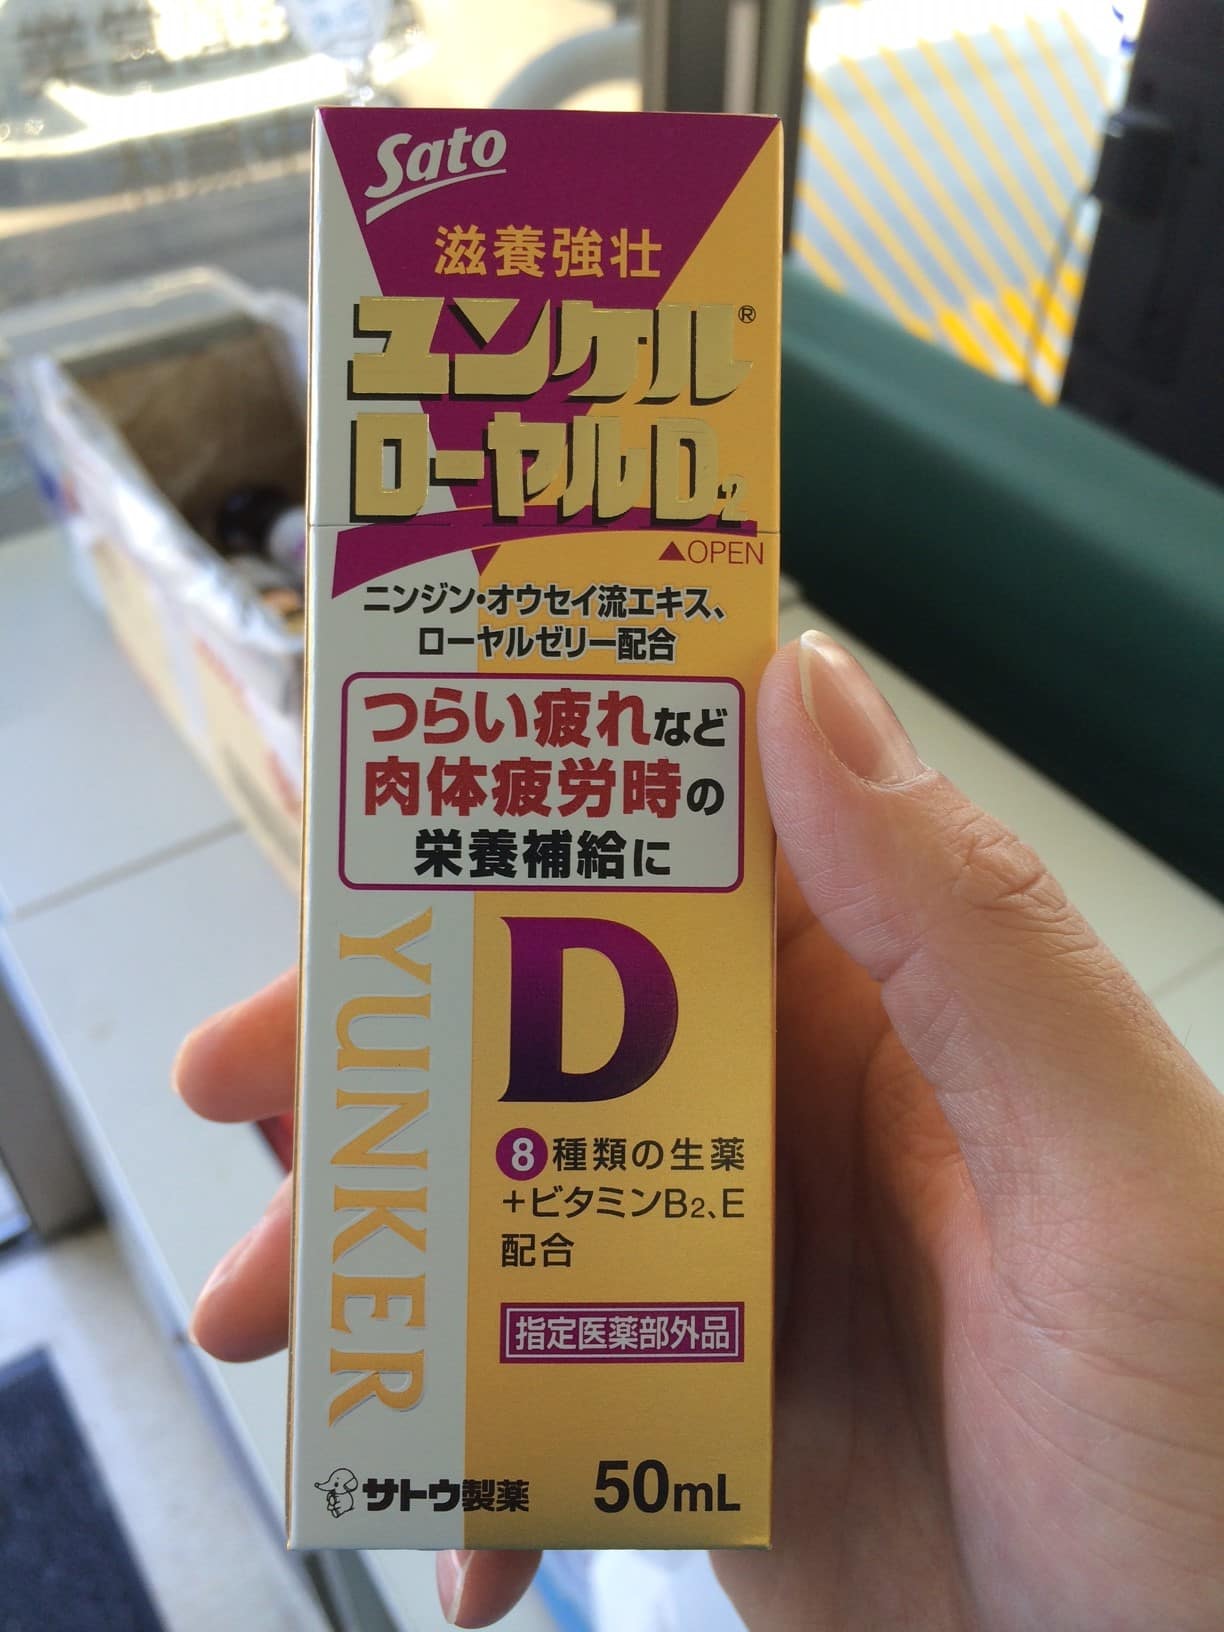 Sato
滋養強壮
ユンケル®
ローヤルD2
▲OPEN
ニンジン・オウセイ流エキス、
ローヤルゼリー配合
つらい疲れなど
肉体疲労時の
栄養補給に
YUNKER
D
8種類の生薬
+ビタミンB2、E
配合
指定医薬部外品
サトウ製薬
50mL